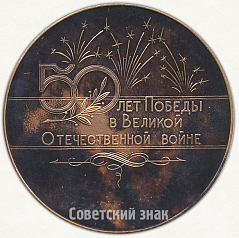 50
лет Победы
в Великой
Отечественной войне
Советский знак